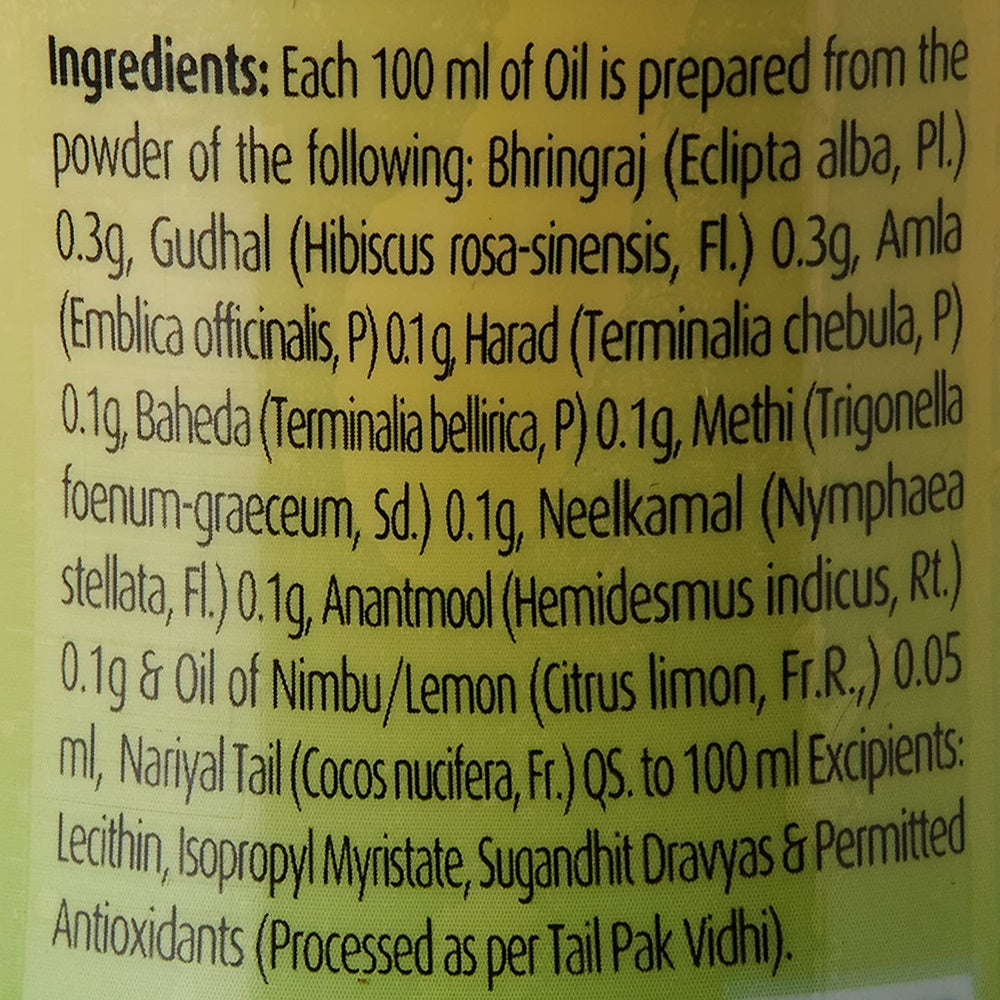 Ingredients: Each 100 ml of Oil is prepared from the
powder of the following: Bhringraj (Eclipta alba, Pl.)
0.3g, Gudhal (Hibiscus rosa-sinensis, Fl.) 0.3g, Amla
(Emblica officinalis, P) 0.1g, Harad (Terminalia chebula, P)
0.1g, Baheda (Terminalia bellirica, P) 0.1g, Methi (Trigonella
foenum-graeceum, Sd.) 0.1g, Neelkamal (Nymphaea
stellata, Fl.) 0.1g, Anantmool (Hemidesmus indicus, Rt.)
0.1g & Oil of Nimbu/Lemon (Citrus limon, Fr.R.,) 0.05
ml, Nariyal Tail (Cocos nucifera, Fr.) QS. to 100 ml Excipients:
Lecithin, Isopropyl Myristate, Sugandhit Dravyas & Permitted
Antioxidants (Processed as per Tail Pak Vidhi).